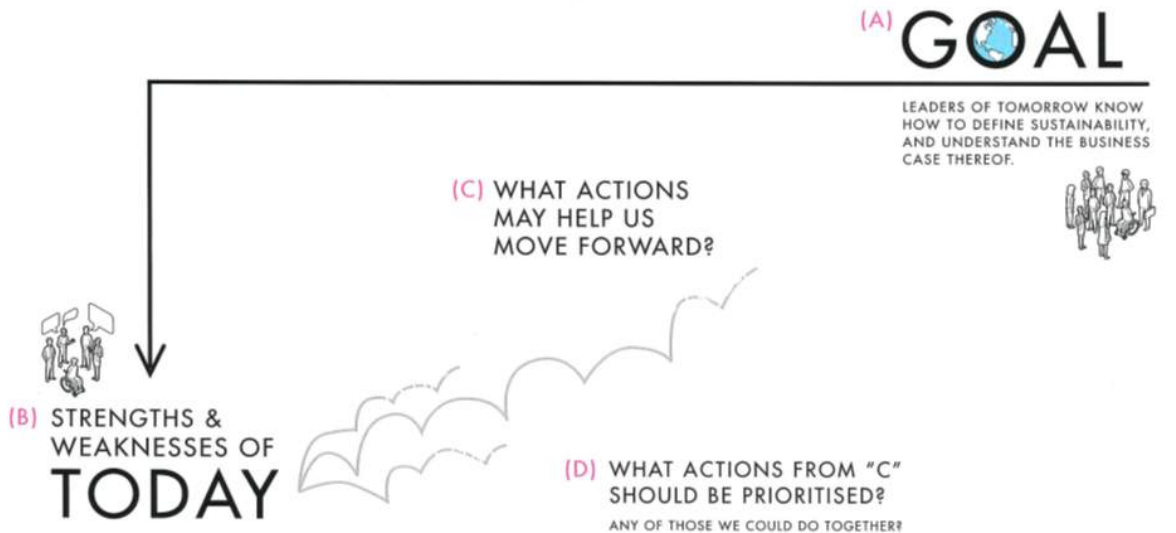 (A) GOAL
LEADERS OF TOMORROW KNOW
HOW TO DEFINE SUSTAINABILITY,
AND UNDERSTAND THE BUSINESS
CASE THEREOF.
(C) WHAT ACTIONS
MAY HELP US
MOVE FORWARD?
(B) STRENGTHS &
WEAKNESSES OF
TODAY
(D) WHAT ACTIONS FROM "C"
SHOULD BE PRIORITISED?
ANY OF THOSE WE COULD DO TOGETHER?